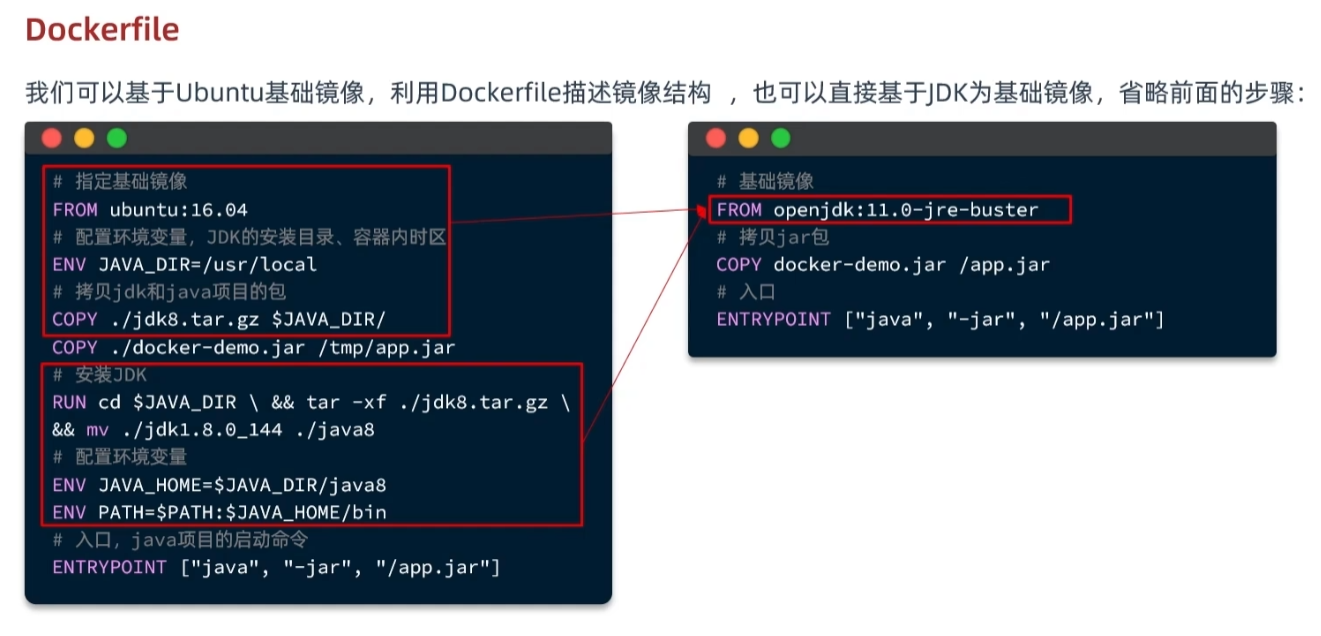 Dockerfile
我们可以基于Ubuntu基础镜像，利用Dockerfile描述镜像结构 ，也可以直接基于JDK为基础镜像，省略前面的步骤：
# 指定基础镜像
FROM ubuntu:16.04
# 配置环境变量，JDK的安装目录、容器内时区
ENV JAVA_DIR=/usr/local
# 拷贝jdk和java项目的包
COPY ./jdk8.tar.gz $JAVA_DIR/
COPY ./docker-demo.jar /tmp/app.jar
# 安装JDK
RUN cd $JAVA_DIR \ && tar -xf ./jdk8.tar.gz \
&& mv ./jdk1.8.0_144 ./java8
# 配置环境变量
ENV JAVA_HOME=$JAVA_DIR/java8
ENV PATH=$PATH:$JAVA_HOME/bin
# 入口，java项目的启动命令
ENTRYPOINT ["java", "-jar", "/app.jar"]
# 基础镜像
FROM openjdk:11.0-jre-buster
# 拷贝jar包
COPY docker-demo.jar /app.jar
# 入口
ENTRYPOINT ["java", "-jar", "/app.jar"]